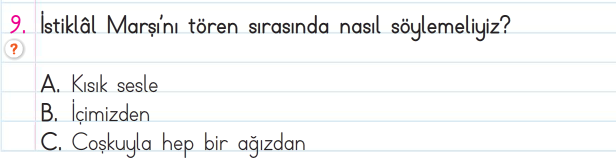 9. İstiklâl Marşı'nı tören sırasında nasıl söylemeliyiz?
?
A. Kısık sesle
B. İçimizden
C. Coşkuyla hep bir ağızdan